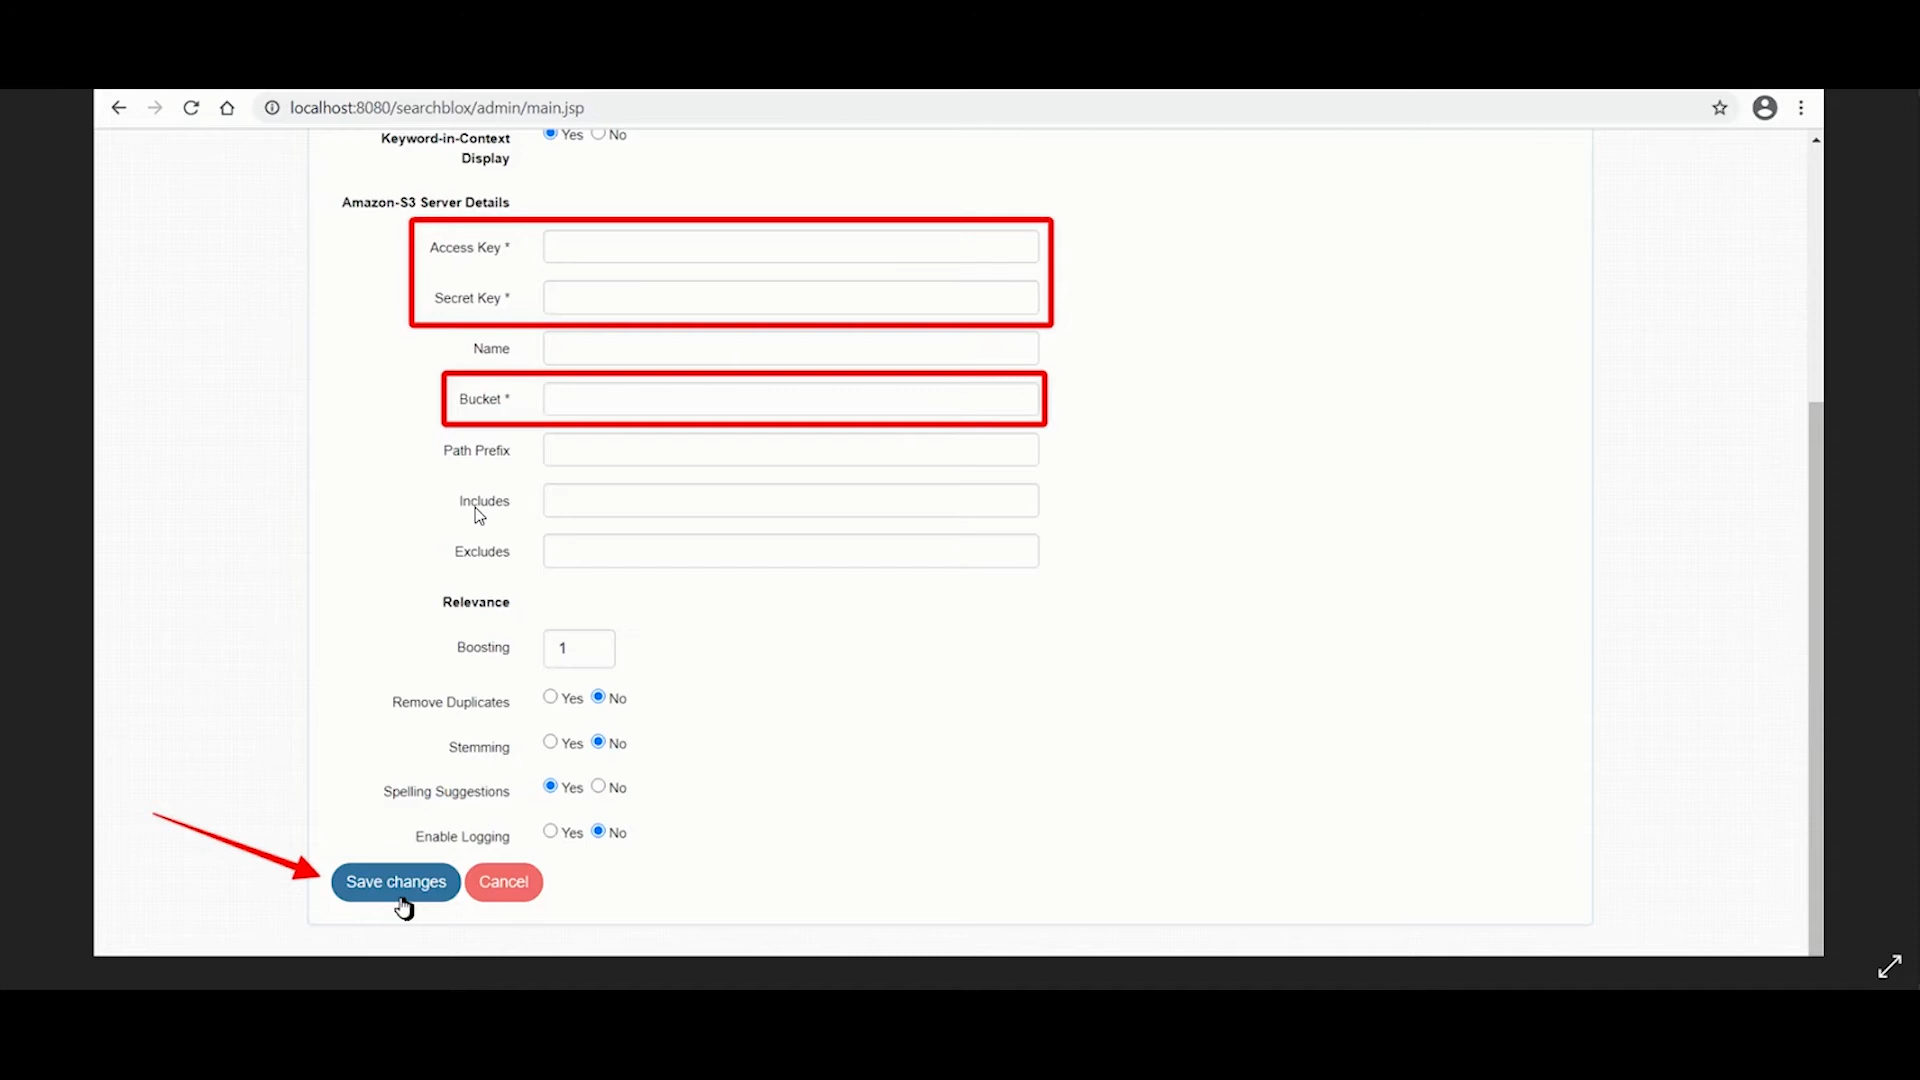 localhost:8080/searchblox/admin/main.jsp
Keyword-in-Context Display Yes No
Amazon-S3 Server Details
Access Key *
Secret Key *
Name
Bucket *
Path Prefix
Includes
Excludes
Relevance
Boosting 1
Remove Duplicates Yes No
Stemming Yes No
Spelling Suggestions Yes No
Enable Logging Yes No
Save changes Cancel